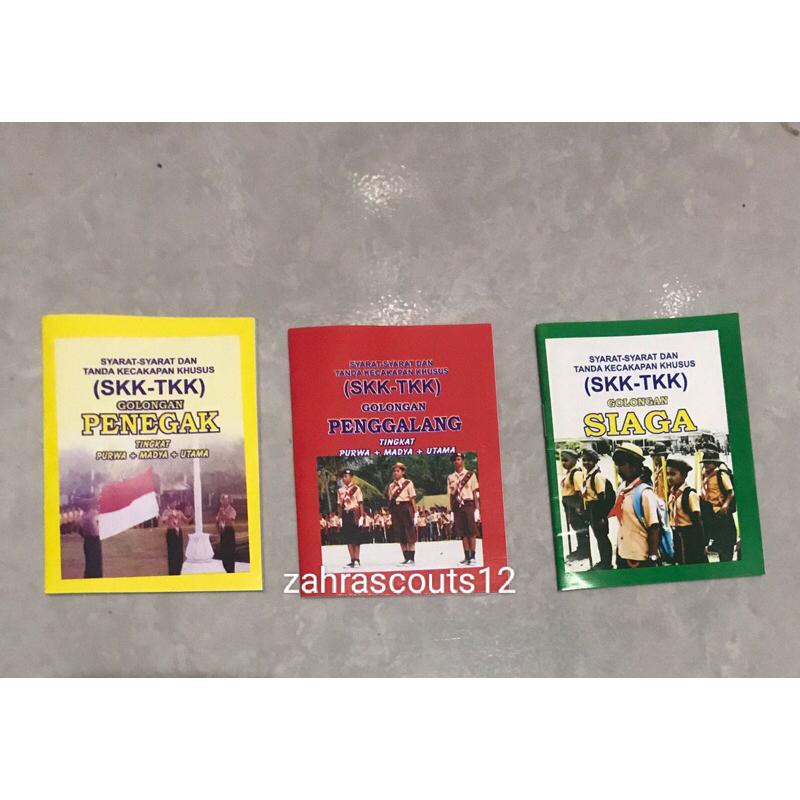 SYARAT-SYARAT DAN
TANDA KECAKAPAN KHUSUS
(SKK-TKK)
GOLONGAN
PENEGAK
TINGKAT
PURWA + MADYA + UTAMA
SYARAT-SYARAT DAN
TANDA KECAKAPAN KHUSUS
(SKK-TKK)
GOLONGAN
PENGGALANG
TINGKAT
PURWA + MADYA + UTAMA
SYARAT-SYARAT DAN
TANDA KECAKAPAN KHUSUS
(SKK-TKK)
GOLONGAN
SIAGA
zahrascouts12